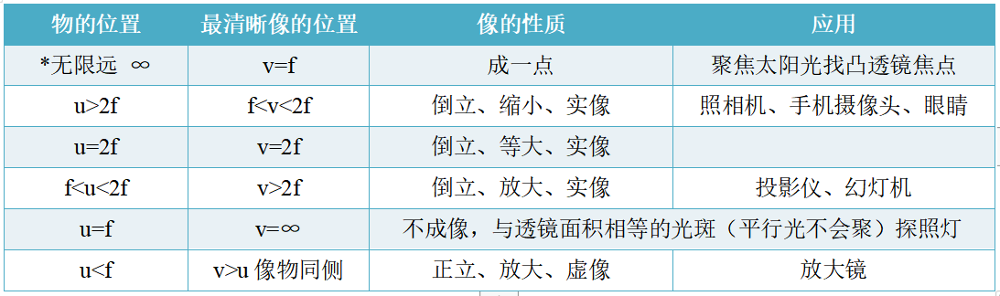 物的位置 最清晰像的位置 像的性质 应用
*无限远 ∞ v=f 成一点 聚焦太阳光找凸透镜焦点
u>2f f<v<2f 倒立、缩小、实像 照相机、手机摄像头、眼睛
u=2f v=2f 倒立、等大、实像
f<u<2f v>2f 倒立、放大、实像 投影仪、幻灯机
u=f v=∞ 不成像，与透镜面积相等的光斑（平行光不会聚）探照灯
u<f v>u 像物同侧 正立、放大、虚像 放大镜